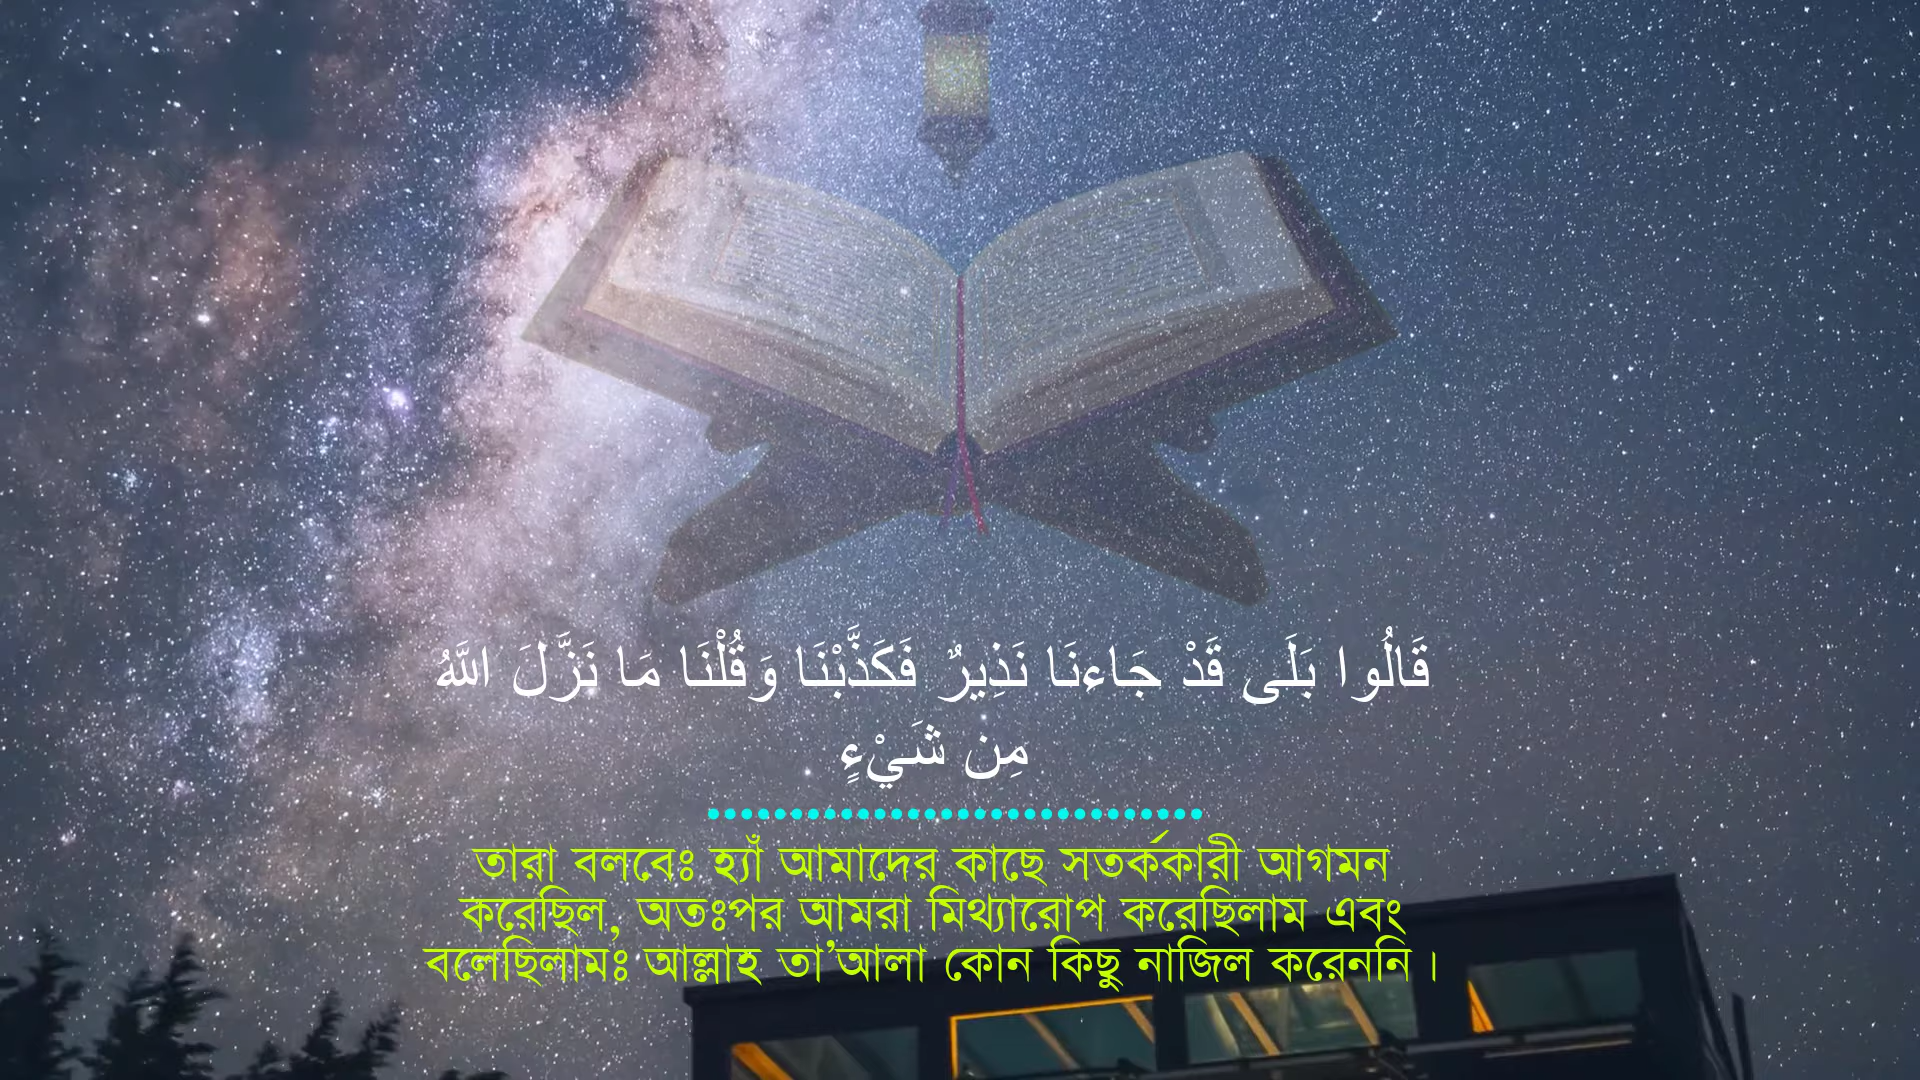 قَالُوا بَلَى قَدْ جَاءنَا نَذِيرٌ فَكَذَّبْنَا وَقُلْنَا مَا نَزَّلَ اللَّهُ
مِن شَيْءٍ
তারা বলবেঃ হ্যাঁ আমাদের কাছে সতর্ককারী আগমন
করেছিল, অতঃপর আমরা মিথ্যারোপ করেছিলাম এবং
বলেছিলামঃ আল্লাহ তা’আলা কোন কিছু নাজিল করেননি।